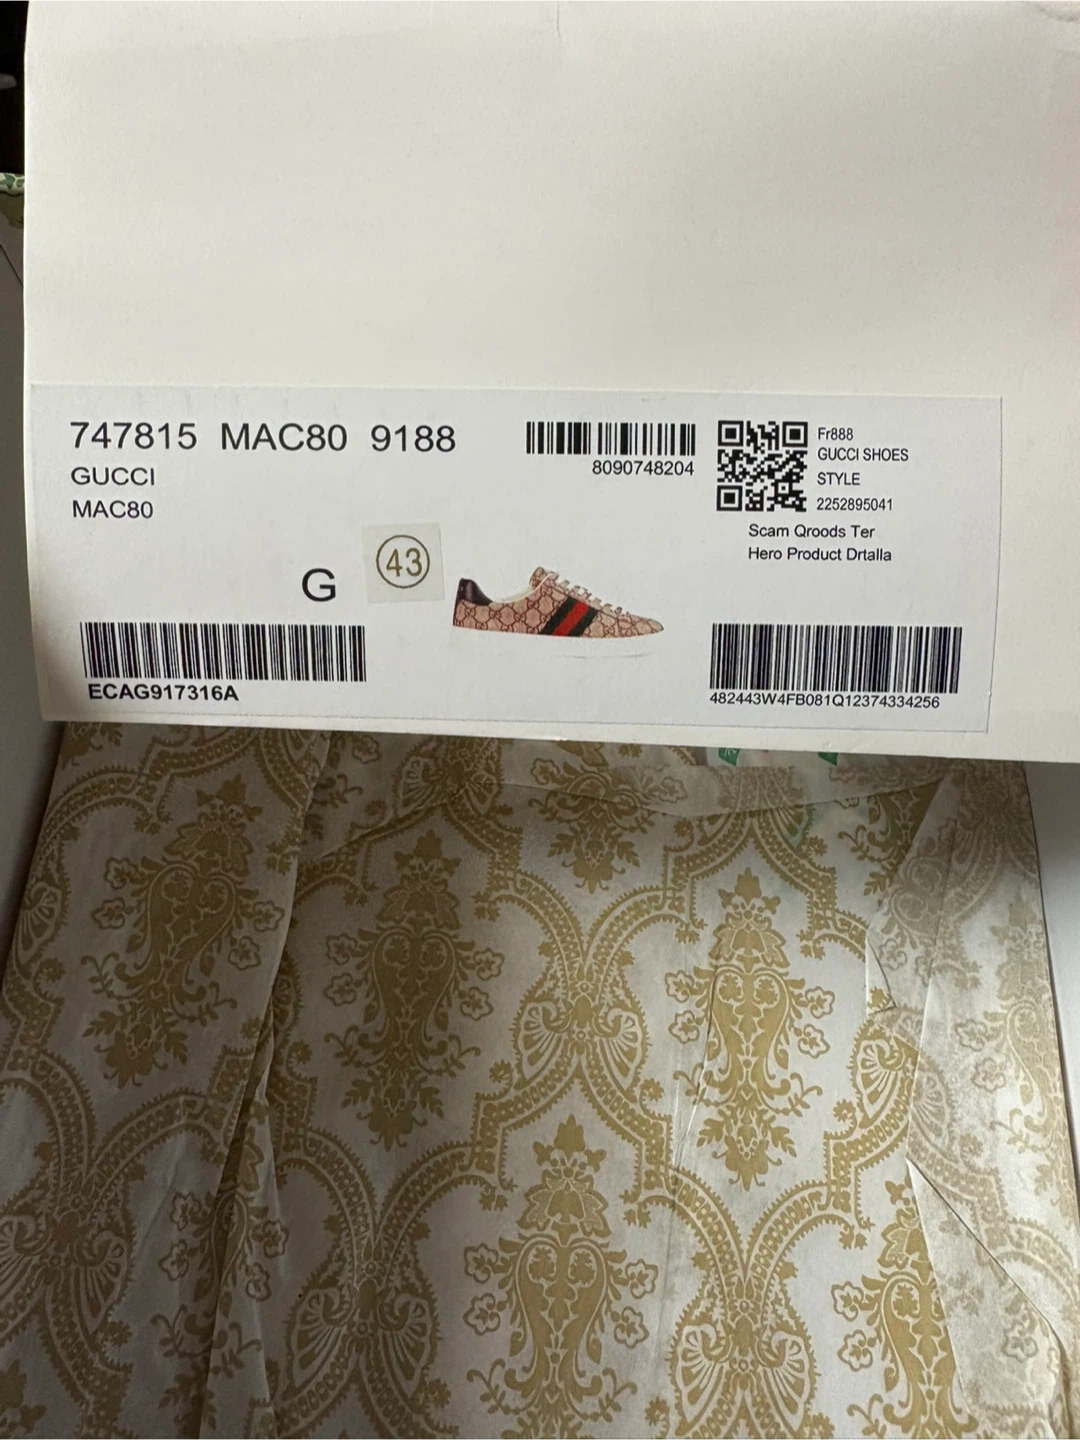 747815 MAC80 9188
GUCCI
MAC80
G
43
ECAG917316A
8090748204
Fr888
GUCCI SHOES
STYLE
2252895041
Scam Qroods Ter
Hero Product Drtalla
482443W4FB081Q12374334256